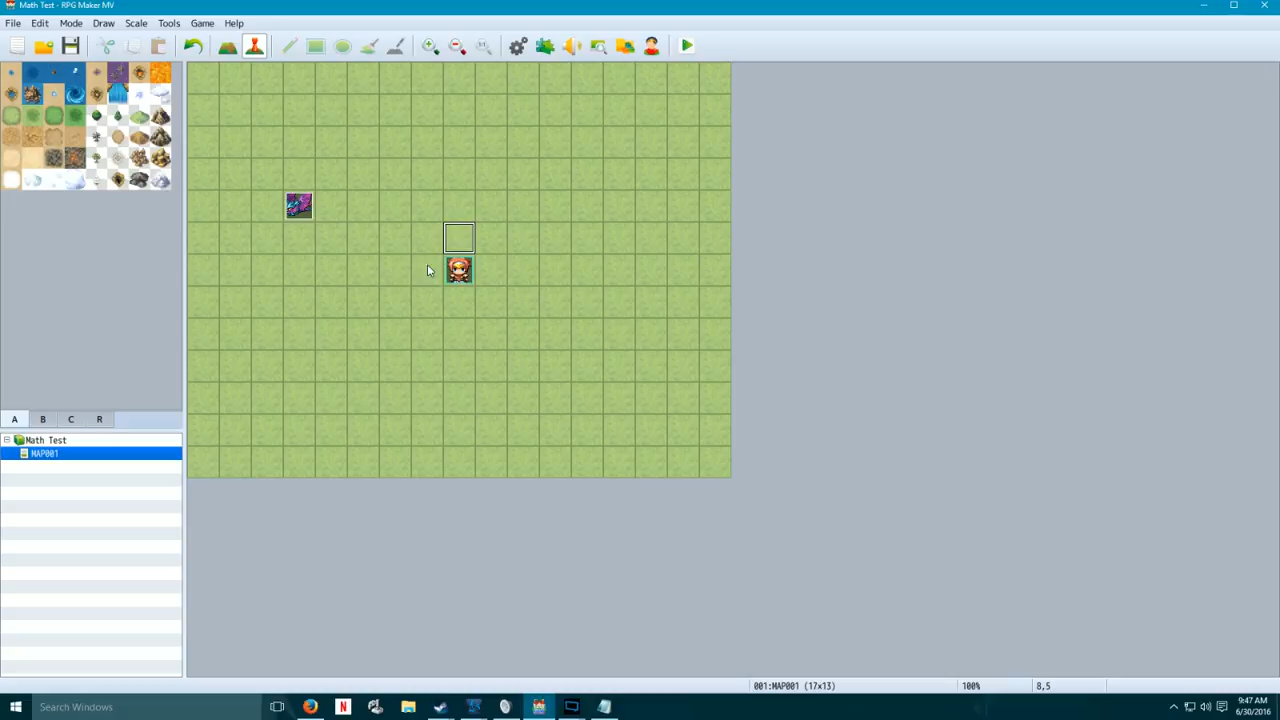 Math Test - RPG Maker MV
File Edit Mode Draw Scale Tools Game Help
A B C R
Math Test
MAP001
001:MAP001 (17x13) 100% 8,5
Search Windows
9:47 AM
6/30/2016